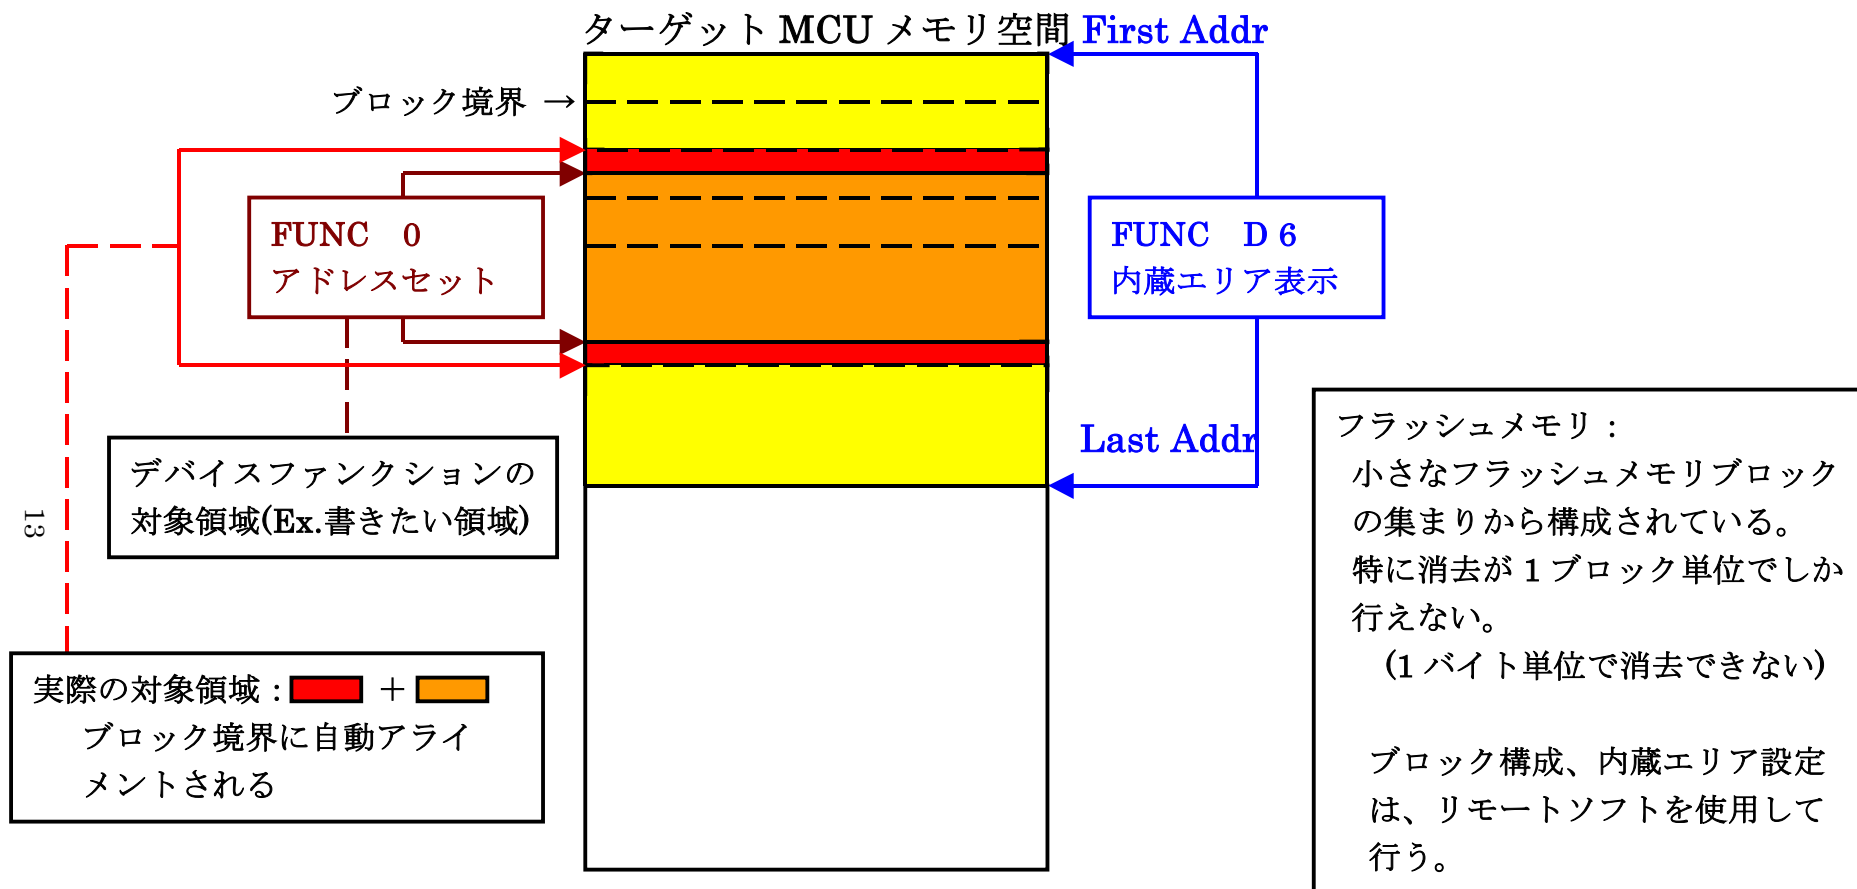 ターゲット MCU メモリ空間
First Addr
ブロック境界 →
FUNC 0
アドレスセット
FUNC D 6
内蔵エリア表示
Last Addr
デバイスファンクションの
対象領域(Ex.書きたい領域)
13
実際の対象領域 : ＋
ブロック境界に自動アライ
メントされる
フラッシュメモリ :
小さなフラッシュメモリブロック
の集まりから構成されている。
特に消去が 1 ブロック単位でしか
行えない。
(1 バイト単位で消去できない)
ブロック構成、内蔵エリア設定
は、リモートソフトを使用して
行う。